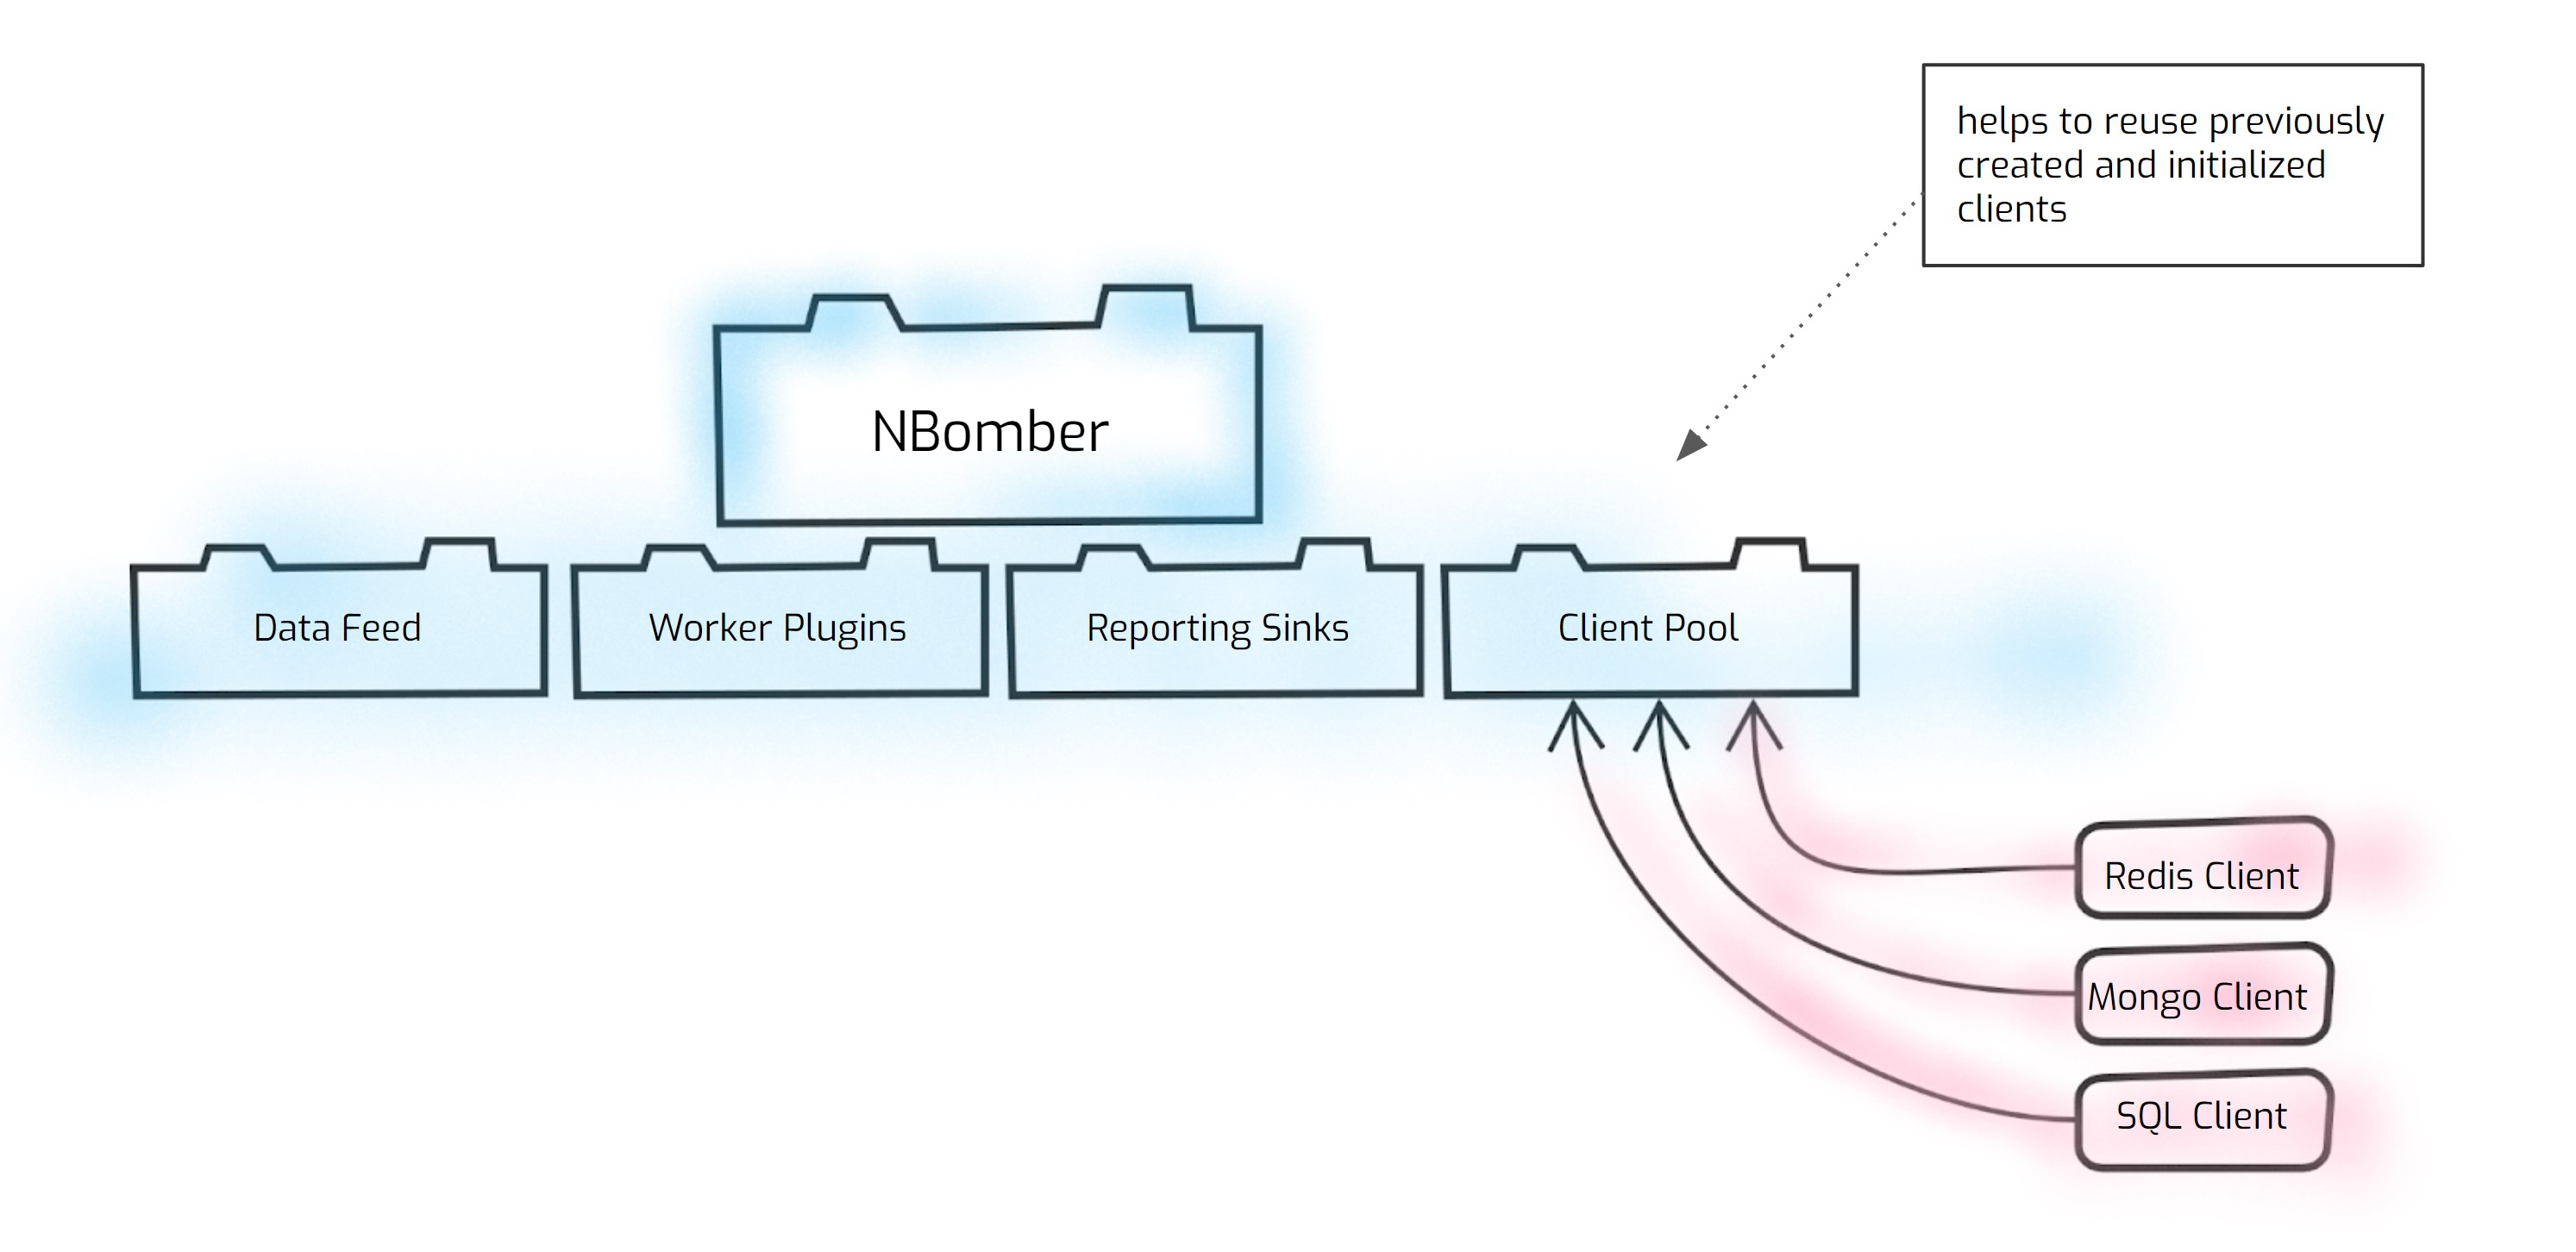 helps to reuse previously
created and initialized
clients
NBomber
Data Feed
Worker Plugins
Reporting Sinks
Client Pool
Redis Client
Mongo Client
SQL Client